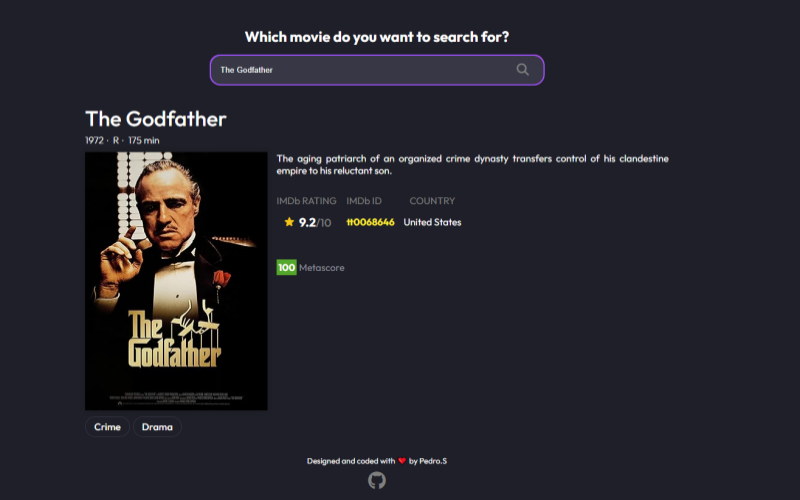 Which movie do you want to search for?
The Godfather
The Godfather
1972 · R · 175 min
The aging patriarch of an organized crime dynasty transfers control of his clandestine
empire to his reluctant son.
IMDb RATING IMDb ID COUNTRY
9.2/10 tt0068646 United States
100 Metascore
The
Godfather
Crime Drama
Designed and coded with ❤ by Pedro.S